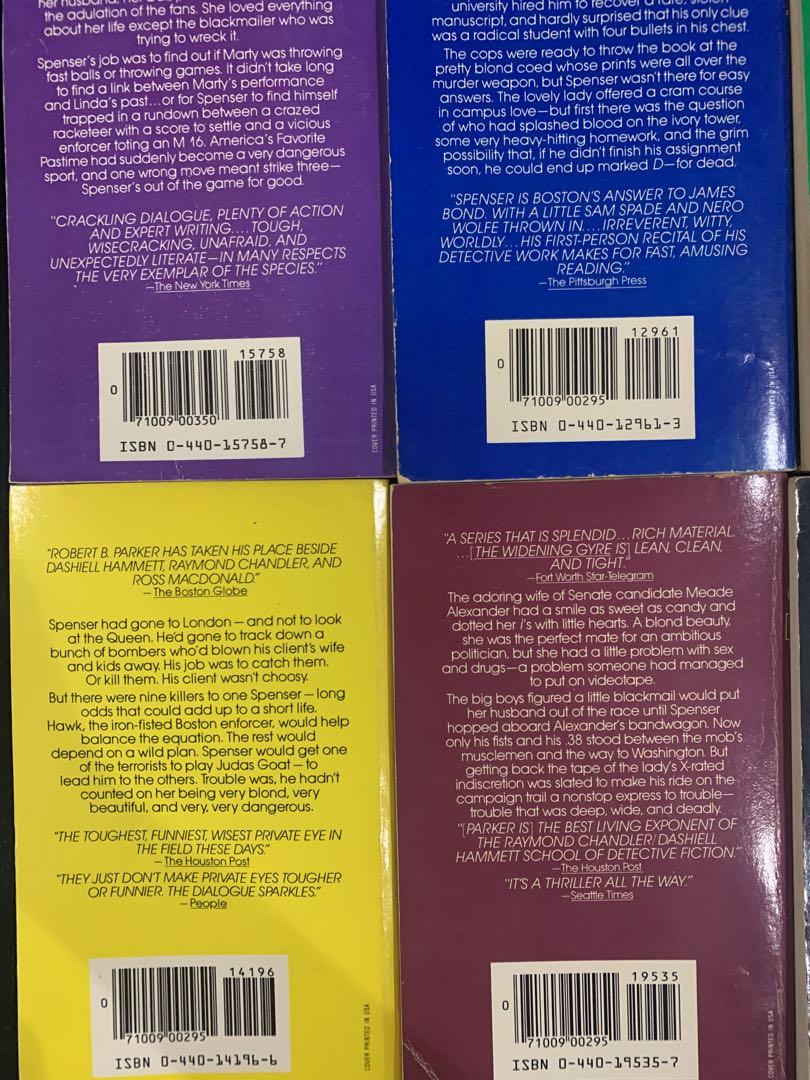 her husband, her
the adulation of the fans. She loved everything
about her life except the blackmailer who was
trying to wreck it.
Spenser's job was to find out if Marty was throwing
fast balls or throwing games. It didn't take long
to find a link between Marty's performance
and Linda's past...or for Spenser to find himself
trapped in a rundown between a crazed
racketeer with a score to settle and a vicious
enforcer toting an M 16. America's Favorite
Pastime had suddenly become a very dangerous
sport, and one wrong move meant strike three—
Spenser's out of the game for good.
"CRACKLING DIALOGUE, PLENTY OF ACTION
AND EXPERT WRITING....TOUGH,
WISECRACKING, UNAFRAID, AND
UNEXPECTEDLY LITERATE—IN MANY RESPECTS
THE VERY EXEMPLAR OF THE SPECIES."
—The New York Times
15758
0
71009 00350
ISBN 0-440-15758-7
COVER PRINTED IN USA
university hired him to recover a rare, stolen
manuscript, and hardly surprised that his only clue
was a radical student with four bullets in his chest.
The cops were ready to throw the book at the
pretty blond coed whose prints were all over the
murder weapon, but Spenser wasn't there for easy
answers. The lovely lady offered a cram course
in campus love—but first there was the question
of who had splashed blood on the ivory tower,
some very heavy-hitting homework, and the grim
possibility that, if he didn't finish his assignment
soon, he could end up marked D—for dead.
"SPENSER IS BOSTON'S ANSWER TO JAMES
BOND. WITH A LITTLE SAM SPADE AND NERO
WOLFE THROWN IN....IRREVERENT, WITTY,
WORLDLY...HIS FIRST-PERSON RECITAL OF HIS
DETECTIVE WORK MAKES FOR FAST, AMUSING
READING."
—The Pittsburgh Press
12961
0
71009 00295
ISBN 0-440-12961-3
PRINTED IN USA
"ROBERT B. PARKER HAS TAKEN HIS PLACE BESIDE
DASHIELL HAMMETT, RAYMOND CHANDLER, AND
ROSS MACDONALD."
—The Boston Globe
Spenser had gone to London—and not to look
at the Queen. He'd gone to track down a
bunch of bombers who'd blown his client's wife
and kids away. His job was to catch them.
Or kill them. His client wasn't choosy.
But there were nine killers to one Spenser—long
odds that could add up to a short life.
Hawk, the iron-fisted Boston enforcer, would help
balance the equation. The rest would
depend on a wild plan. Spenser would get one
of the terrorists to play Judas Goat—to
lead him to the others. Trouble was, he hadn't
counted on her being very blond, very
beautiful, and very, very dangerous.
"THE TOUGHEST, FUNNIEST, WISEST PRIVATE EYE IN
THE FIELD THESE DAYS."
—The Houston Post
"THEY JUST DON'T MAKE PRIVATE EYES TOUGHER
OR FUNNIER. THE DIALOGUE SPARKLES."
—People
14196
0
71009 00295
ISBN 0-440-14196-6
COVER PRINTED IN USA
"A SERIES THAT IS SPLENDID...RICH MATERIAL
...[THE WIDENING GYRE IS] LEAN, CLEAN,
AND TIGHT."
—Fort Worth Star-Telegram
The adoring wife of Senate candidate Meade
Alexander had a smile as sweet as candy and
dotted her i's with little hearts. A blond beauty,
she was the perfect mate for an ambitious
politician, but she had a little problem with sex
and drugs—a problem someone had managed
to put on videotape.
The big boys figured a little blackmail would put
her husband out of the race until Spenser
hopped aboard Alexander's bandwagon. Now
only his fists and his .38 stood between the mob's
musclemen and the way to Washington. But
getting back the tape of the lady's X-rated
indiscretion was slated to make his ride on the
campaign trail a nonstop express to trouble—
trouble that was deep, wide, and deadly.
"[PARKER IS] THE BEST LIVING EXPONENT OF
THE RAYMOND CHANDLER/DASHIELL
HAMMETT SCHOOL OF DETECTIVE FICTION."
—The Houston Post
"IT'S A THRILLER ALL THE WAY."
—Seattle Times
19535
0
71009 00295
ISBN 0-440-19535-7
COVER PRINTED IN USA